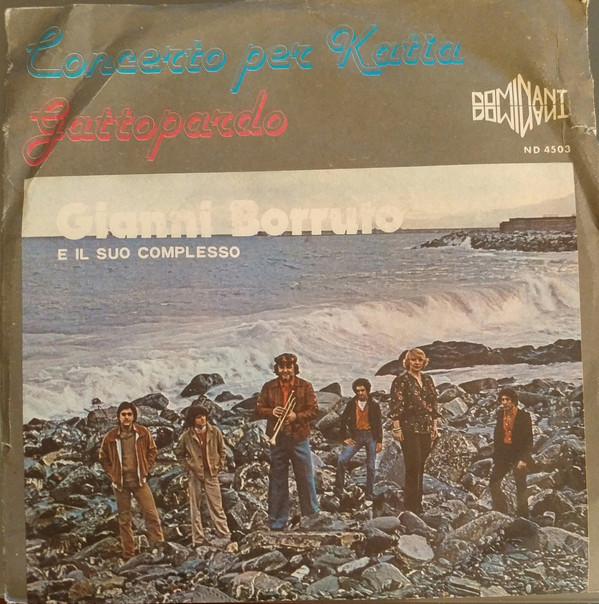 Concerto per Katia
Gattopardo
DOMINANT
ND 4503
Gianni Borruto
E IL SUO COMPLESSO